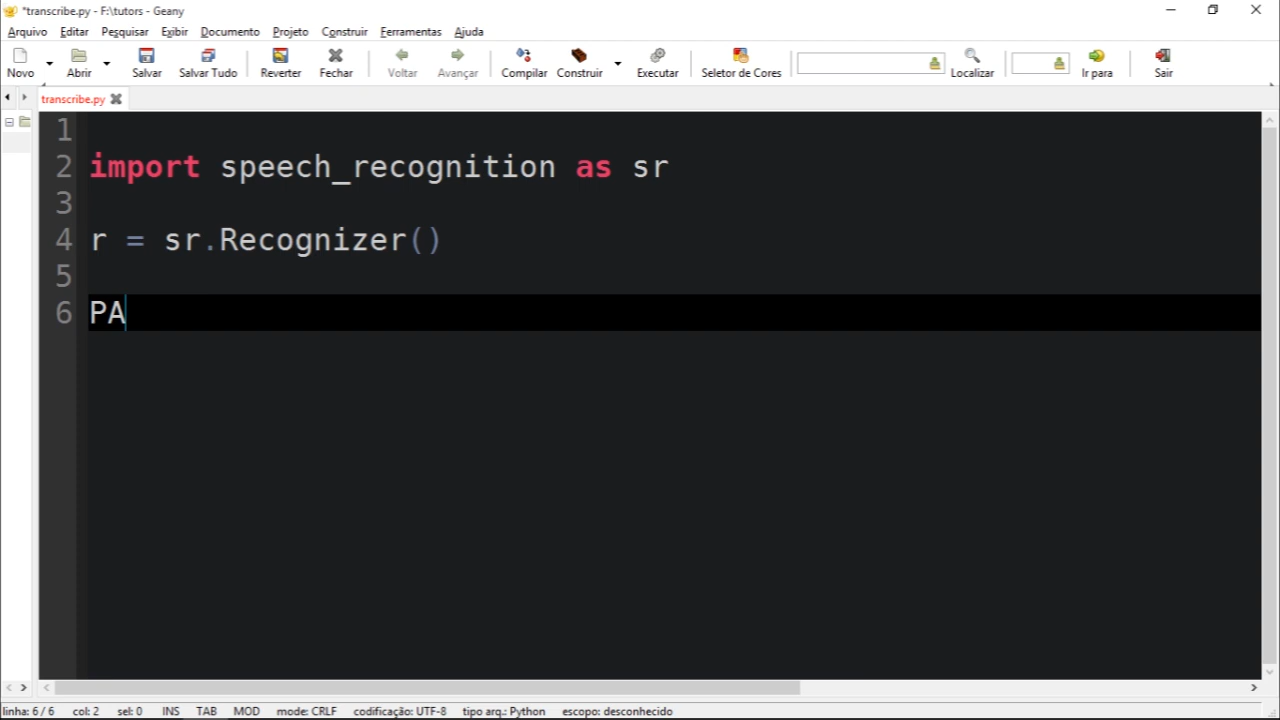 *transcribe.py - F:\tutors - Geany
Arquivo Editar Pesquisar Exibir Documento Projeto Construir Ferramentas Ajuda
Novo Abrir Salvar Salvar Tudo Reverter Fechar Voltar Avançar Compilar Construir Executar Seletor de Cores Localizar Ir para Sair
transcribe.py
1
2 import speech_recognition as sr
3
4 r = sr.Recognizer()
5
6 PA
linha: 6 / 6 col: 2 sel: 0 INS TAB MOD mode: CRLF codificação: UTF-8 tipo arq.: Python escopo: desconhecido